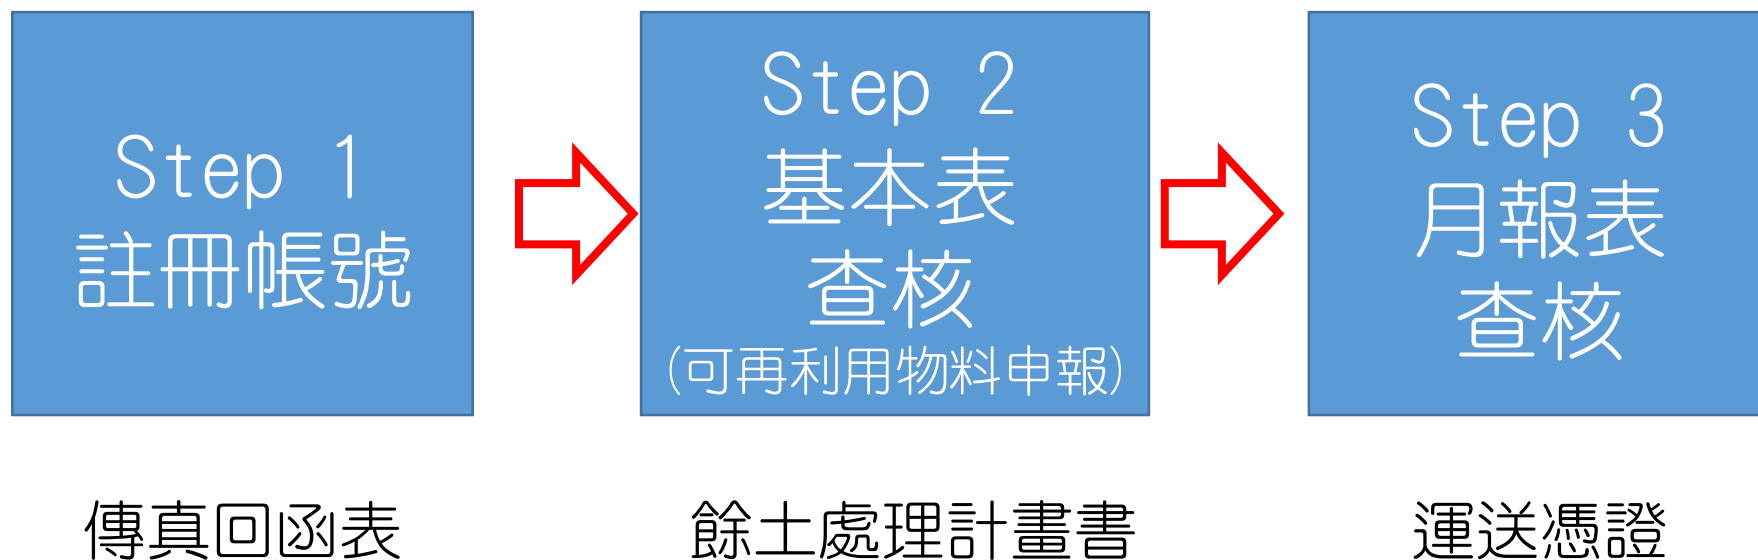 Step 1
註冊帳號
Step 2
基本表
查核
(可再利用物料申報)
Step 3
月報表
查核
傳真回函表
餘土處理計畫書
運送憑證